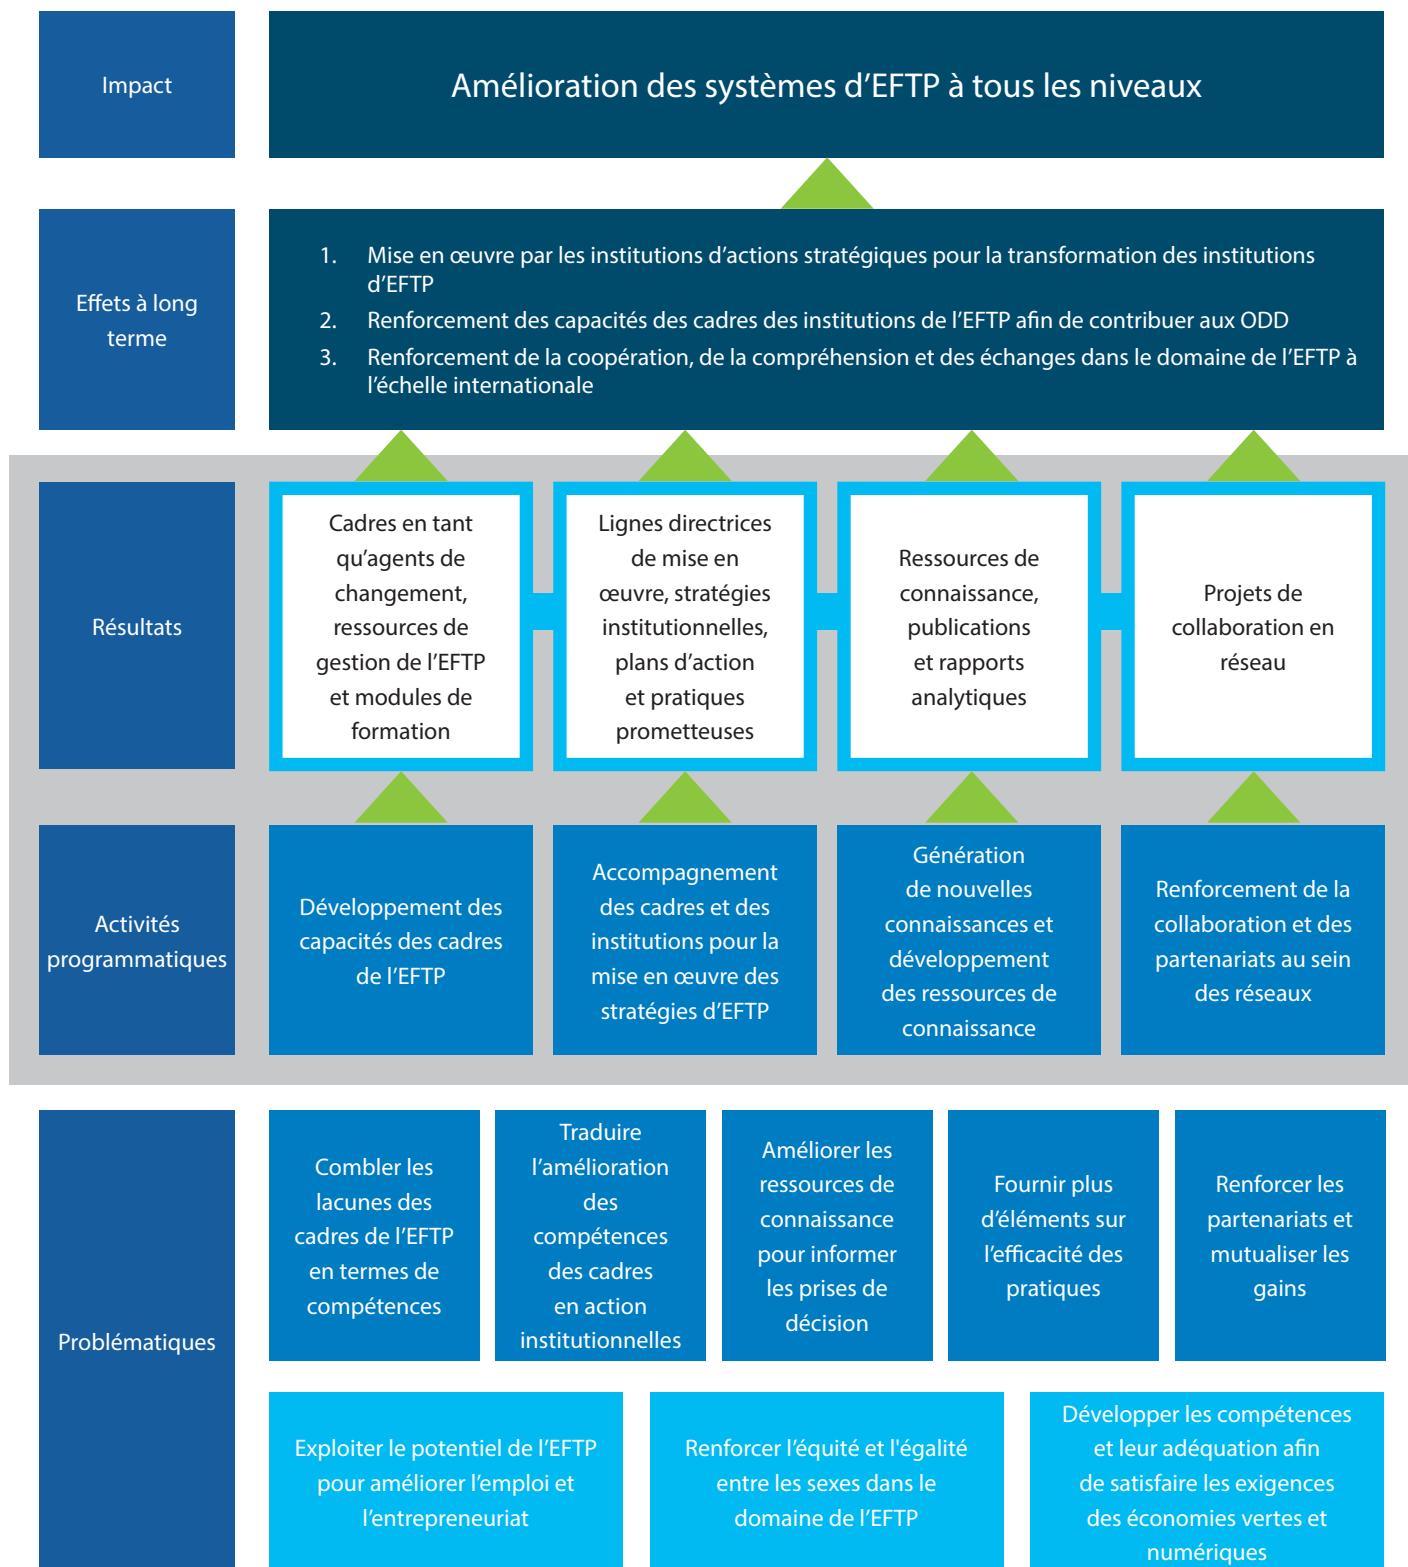 Impact
Amélioration des systèmes d’EFTP à tous les niveaux
Effets à long
terme
1. Mise en œuvre par les institutions d’actions stratégiques pour la transformation des institutions
d’EFTP
2. Renforcement des capacités des cadres des institutions de l’EFTP afin de contribuer aux ODD
3. Renforcement de la coopération, de la compréhension et des échanges dans le domaine de l’EFTP à
l’échelle internationale
Résultats
Cadres en tant
qu’agents de
changement,
ressources de
gestion de l’EFTP
et modules de
formation
Lignes directrices
de mise en
œuvre, stratégies
institutionnelles,
plans d’action
et pratiques
prometteuses
Ressources de
connaissance,
publications
et rapports
analytiques
Projets de
collaboration en
réseau
Activités
programmatiques
Développement des
capacités des cadres
de l’EFTP
Accompagnement
des cadres et des
institutions pour la
mise en œuvre des
stratégies d’EFTP
Génération
de nouvelles
connaissances et
développement
des ressources de
connaissance
Renforcement de la
collaboration et des
partenariats au sein
des réseaux
Problématiques
Combler les
lacunes des
cadres de l’EFTP
en termes de
compétences
Traduire
l’amélioration
des
compétences
des cadres
en action
institutionnelles
Améliorer les
ressources de
connaissance
pour informer
les prises de
décision
Fournir plus
d’éléments sur
l’efficacité des
pratiques
Renforcer les
partenariats et
mutualiser les
gains
Exploiter le potentiel de l’EFTP
pour améliorer l’emploi et
l’entrepreneuriat
Renforcer l’équité et l'égalité
entre les sexes dans le
domaine de l’EFTP
Développer les compétences
et leur adéquation afin
de satisfaire les exigences
des économies vertes et
numériques